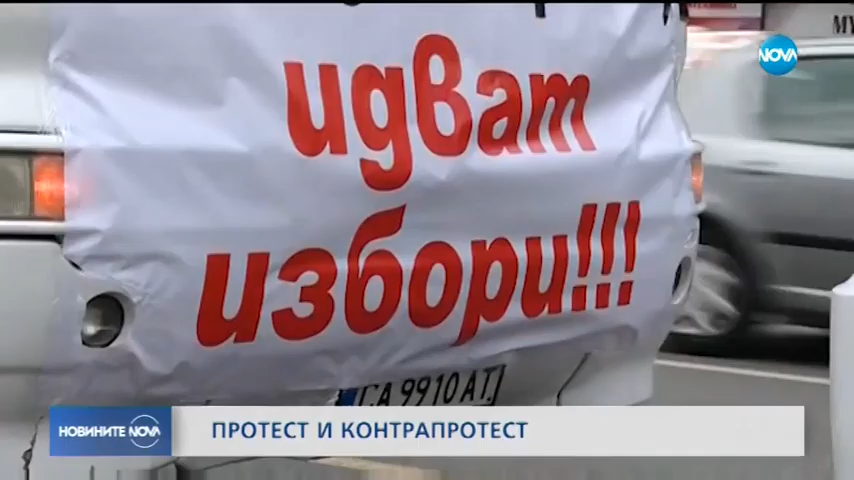 NOVA
идват
избори!!!
СА 9910 АТ
НОВИНИТЕ NOVA
ПРОТЕСТ И КОНТРАПРОТЕСТ